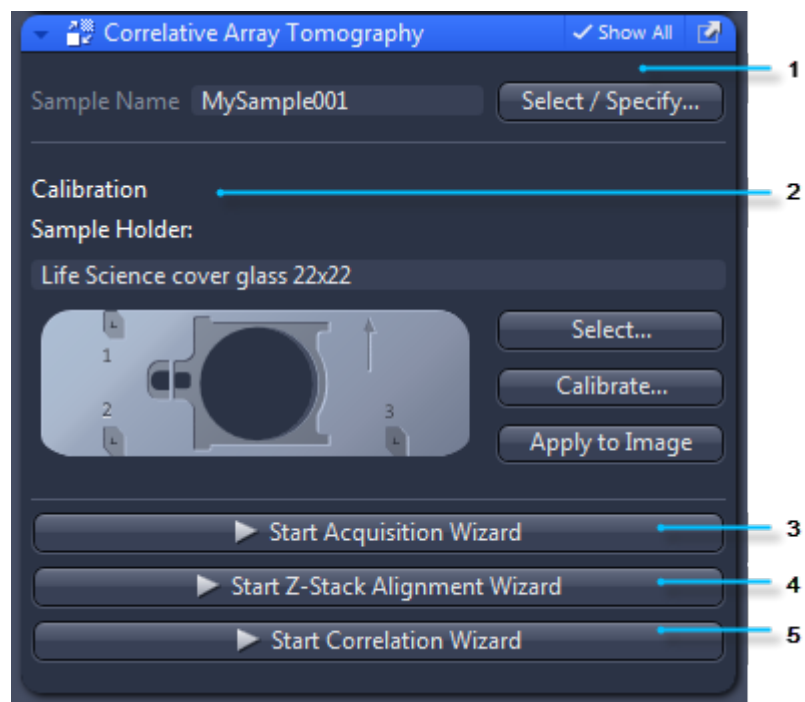 Correlative Array Tomography Show All
1
Sample Name MySample001 Select / Specify...
Calibration 2
Sample Holder:
Life Science cover glass 22x22
1
2
3
Select...
Calibrate...
Apply to Image
Start Acquisition Wizard 3
Start Z-Stack Alignment Wizard 4
Start Correlation Wizard 5